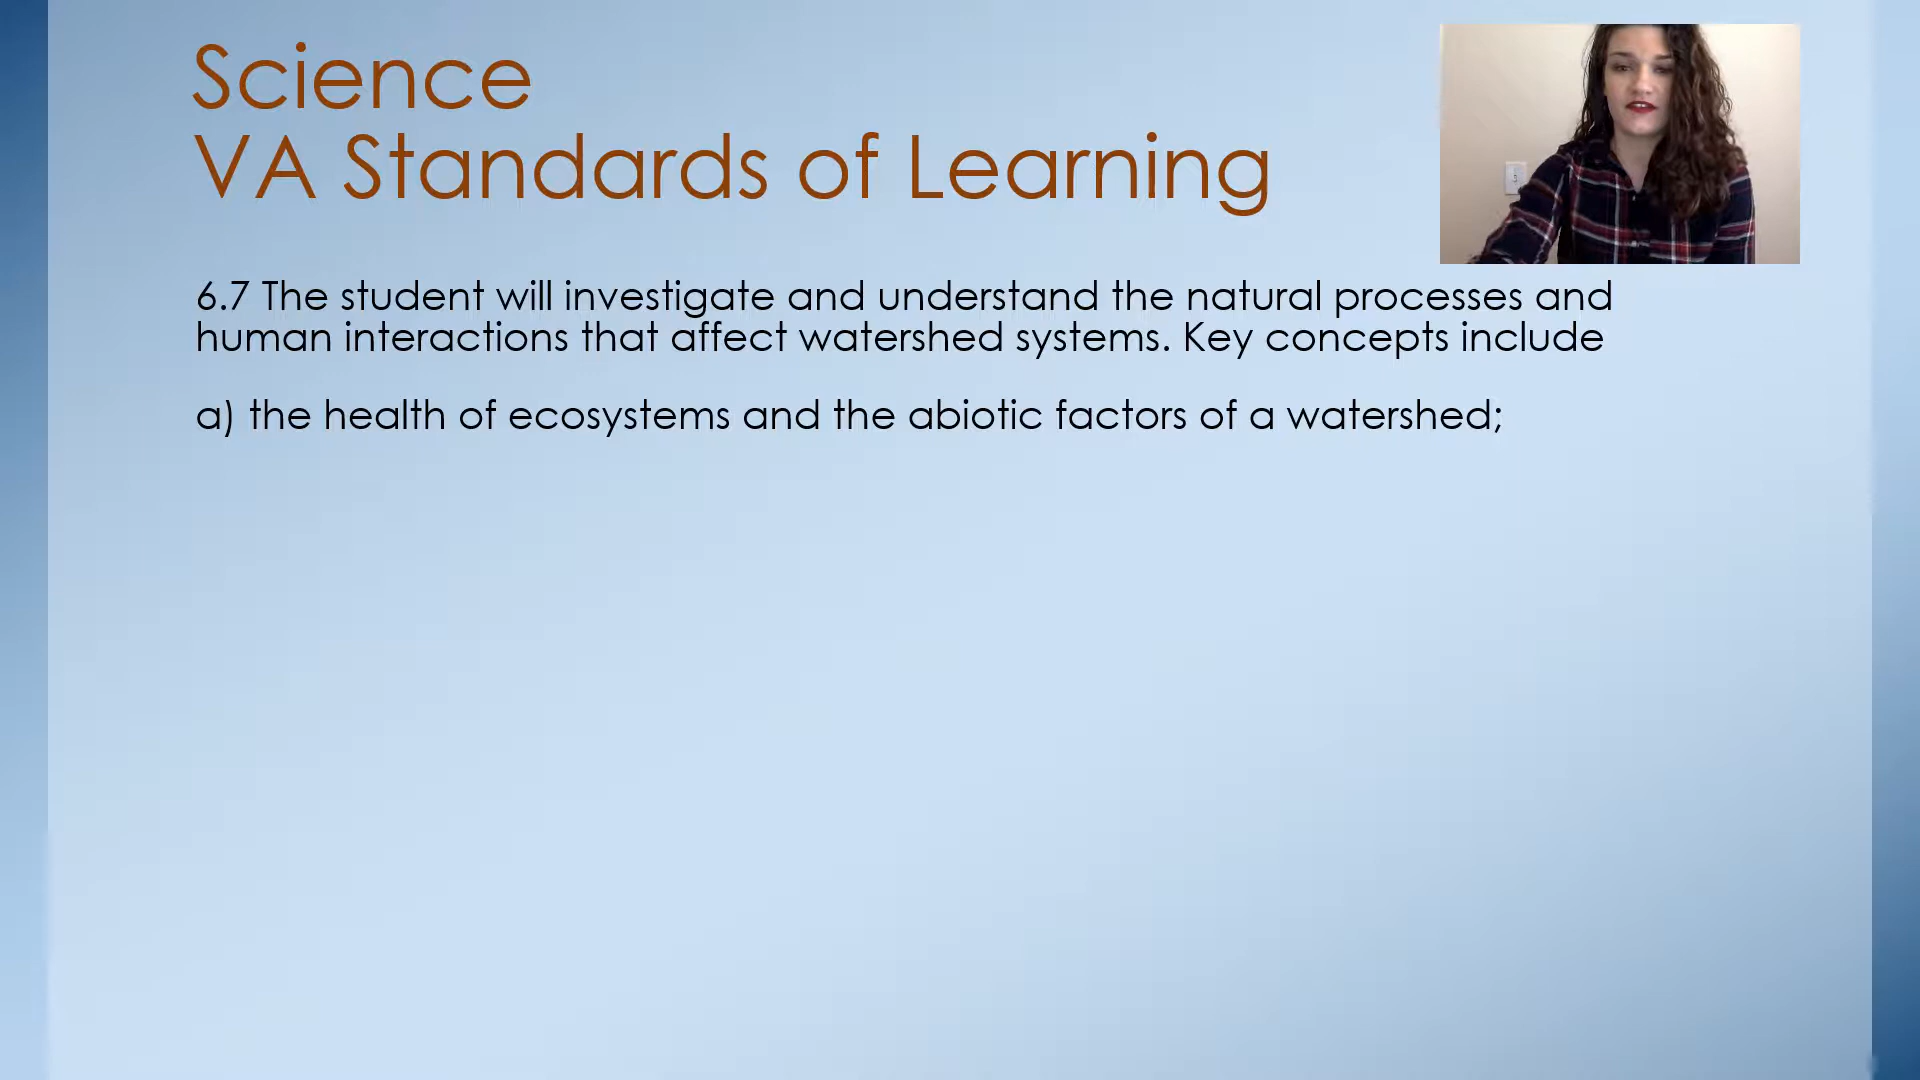 Science
VA Standards of Learning
6.7 The student will investigate and understand the natural processes and
human interactions that affect watershed systems. Key concepts include
a) the health of ecosystems and the abiotic factors of a watershed;